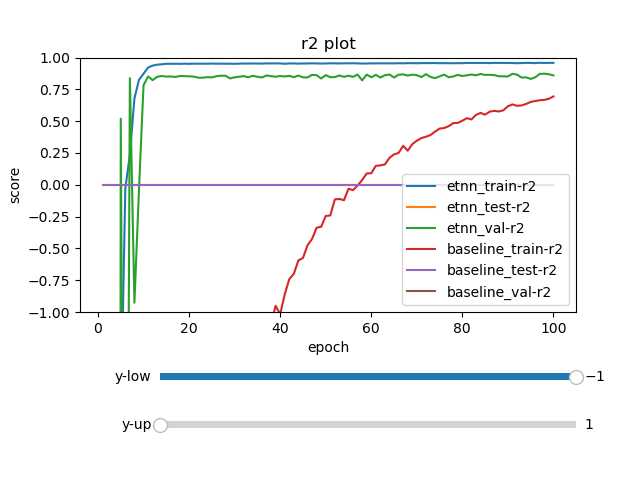 r2 plot
1.00
0.75
0.50
0.25
0.00
−0.25
−0.50
−0.75
−1.00
score
etnn_train-r2
etnn_test-r2
etnn_val-r2
baseline_train-r2
baseline_test-r2
baseline_val-r2
0 20 40 60 80 100
epoch
y-low −1
y-up 1